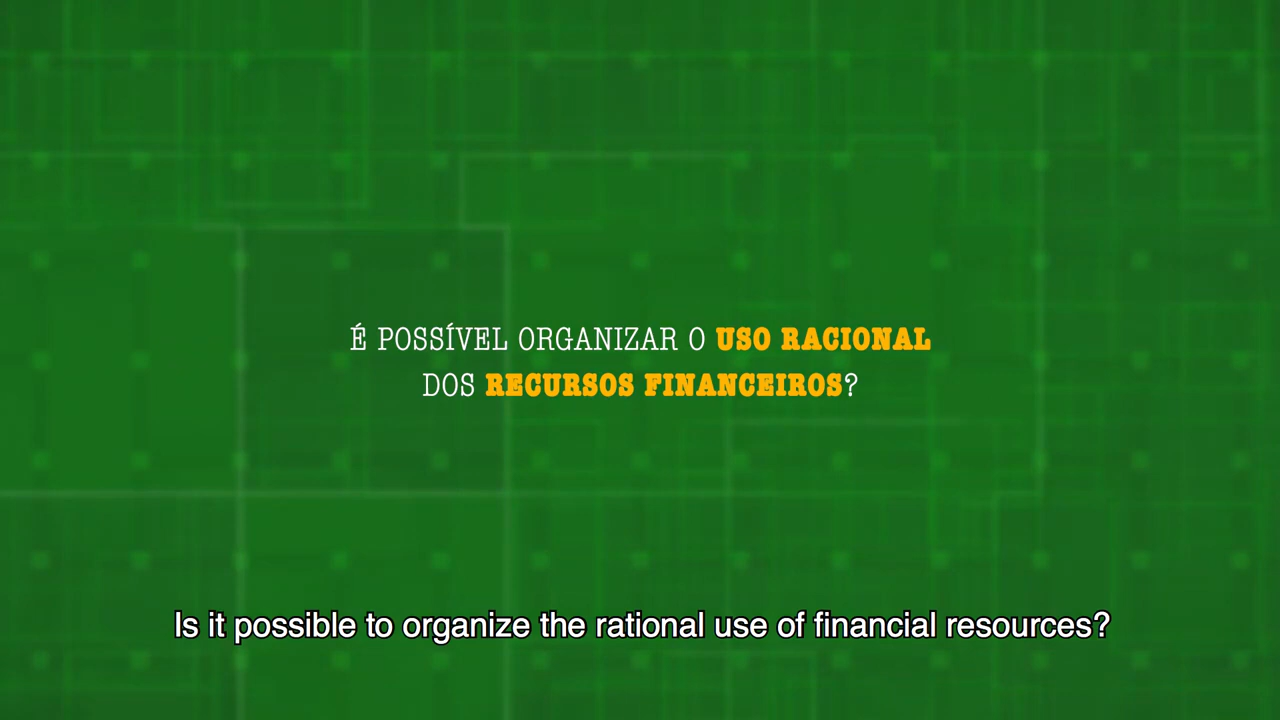 É POSSÍVEL ORGANIZAR O USO RACIONAL
DOS RECURSOS FINANCEIROS?
Is it possible to organize the rational use of financial resources?